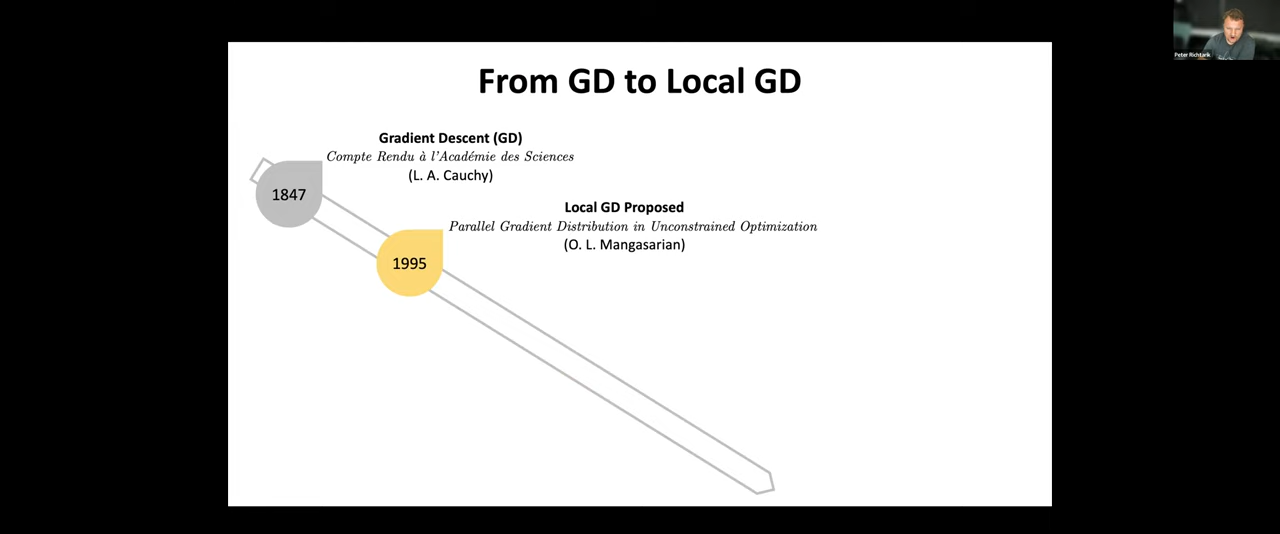 Peter Richtarik
From GD to Local GD
Gradient Descent (GD)
Compte Rendu à l'Académie des Sciences
(L. A. Cauchy)
1847
Local GD Proposed
Parallel Gradient Distribution in Unconstrained Optimization
(O. L. Mangasarian)
1995